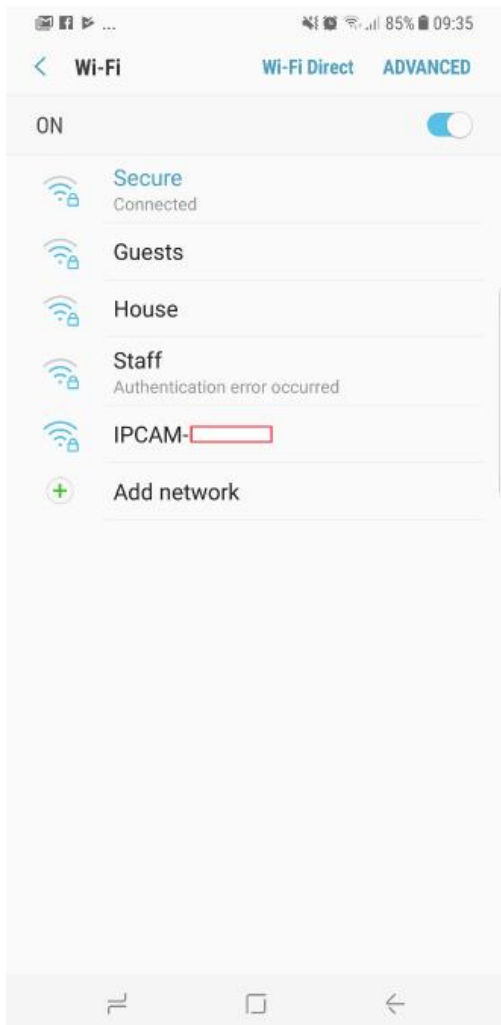 ... 85% 09:35
Wi-Fi Wi-Fi Direct ADVANCED
ON
Secure
Connected
Guests
House
Staff
Authentication error occurred
IPCAM-
Add network